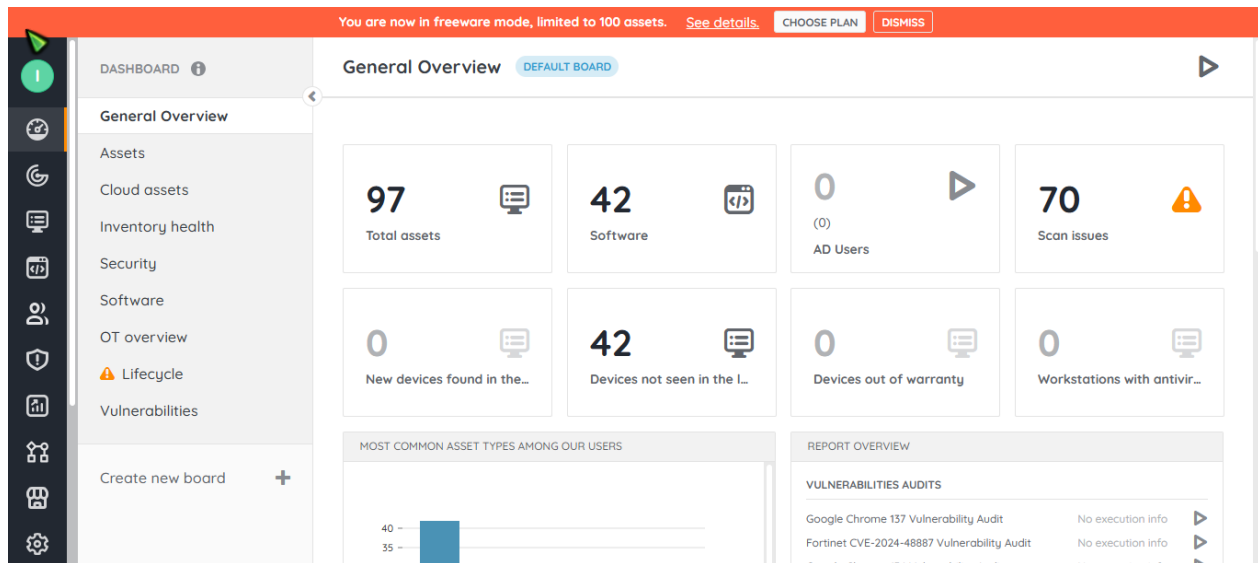 You are now in freeware mode, limited to 100 assets. See details. CHOOSE PLAN DISMISS
I
DASHBOARD
General Overview
Assets
Cloud assets
Inventory health
Security
Software
OT overview
Lifecycle
Vulnerabilities
Create new board
General Overview DEFAULT BOARD
97
Total assets
42
Software
0
(0)
AD Users
70
Scan issues
0
New devices found in the...
42
Devices not seen in the l...
0
Devices out of warranty
0
Workstations with antivir...
MOST COMMON ASSET TYPES AMONG OUR USERS
40
35
REPORT OVERVIEW
VULNERABILITIES AUDITS
Google Chrome 137 Vulnerability Audit No execution info
Fortinet CVE-2024-48887 Vulnerability Audit No execution info